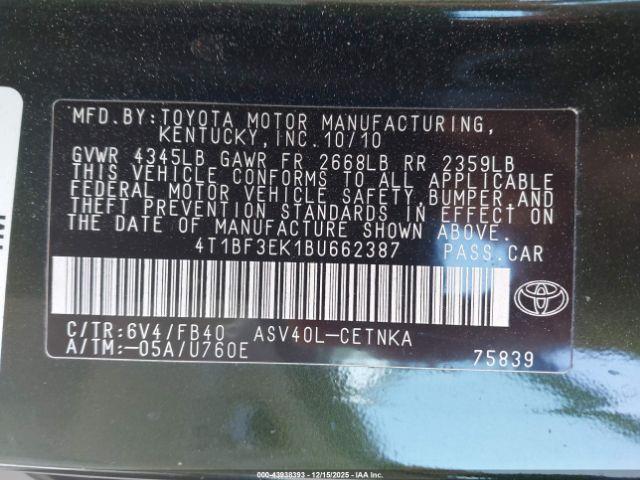 MFD.BY: TOYOTA MOTOR MANUFACTURING,
KENTUCKY, INC. 10/10
GVWR 4345LB GAWR FR 2668LB RR 2359LB
THIS VEHICLE CONFORMS TO ALL APPLICABLE
FEDERAL MOTOR VEHICLE SAFETY, BUMPER, AND
THEFT PREVENTION STANDARDS IN EFFECT ON
THE DATE OF MANUFACTURE SHOWN ABOVE.
4T1BF3EK1BU662387 PASS.CAR
C/TR:6V4/FB40 ASV40L-CETNKA
A/TM:-05A/U760E 75839
000-43938393 - 12/15/2025 - IAA Inc.